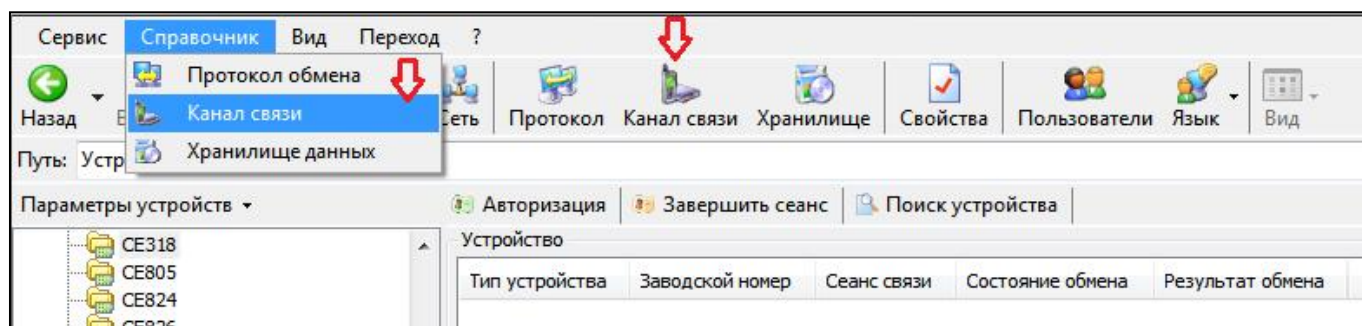 Сервис Справочник Вид Переход ?
Протокол обмена
Канал связи
Хранилище данных
Назад Сеть Протокол Канал связи Хранилище Свойства Пользователи Язык Вид
Путь: Устр
Параметры устройств Авторизация Завершить сеанс Поиск устройства
CE318
CE805
CE824
CE826
Устройство
Тип устройства Заводской номер Сеанс связи Состояние обмена Результат обмена